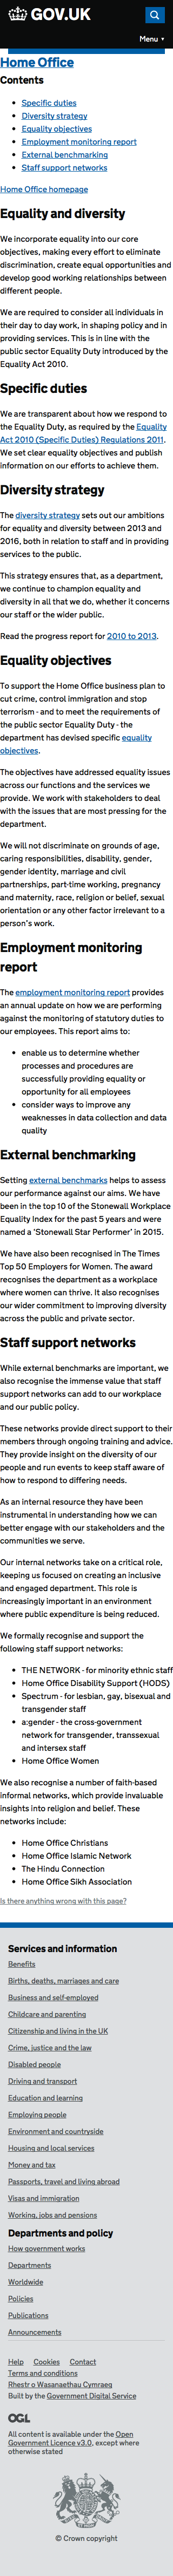 GOV.UK
Menu ▼
Home Office
Contents
• Specific duties
• Diversity strategy
• Equality objectives
• Employment monitoring report
• External benchmarking
• Staff support networks
Home Office homepage
Equality and diversity
We incorporate equality into our core
objectives, making every effort to eliminate
discrimination, create equal opportunities and
develop good working relationships between
different people.
We are required to consider all individuals in
their day to day work, in shaping policy and in
providing services. This is in line with the
public sector Equality Duty introduced by the
Equality Act 2010.
Specific duties
We are transparent about how we respond to
the Equality Duty, as required by the Equality
Act 2010 (Specific Duties) Regulations 2011.
We set clear equality objectives and publish
information on our efforts to achieve them.
Diversity strategy
The diversity strategy sets out our ambitions
for equality and diversity between 2013 and
2016, both in relation to staff and in providing
services to the public.
This strategy ensures that, as a department,
we continue to champion equality and
diversity in all that we do, whether it concerns
our staff or the wider public.
Read the progress report for 2010 to 2013.
Equality objectives
To support the Home Office business plan to
cut crime, control immigration and stop
terrorism - and to meet the requirements of
the public sector Equality Duty - the
department has devised specific equality
objectives.
The objectives have addressed equality issues
across our functions and the services we
provide. We work with stakeholders to deal
with the issues that are most pressing for the
department.
We will not discriminate on grounds of age,
caring responsibilities, disability, gender,
gender identity, marriage and civil
partnerships, part-time working, pregnancy
and maternity, race, religion or belief, sexual
orientation or any other factor irrelevant to a
person's work.
Employment monitoring
report
The employment monitoring report provides
an annual update on how we are performing
against the monitoring of statutory duties to
our employees. This report aims to:
• enable us to determine whether
processes and procedures are
successfully providing equality or
opportunity for all employees
• consider ways to improve any
weaknesses in data collection and data
quality
External benchmarking
Setting external benchmarks helps to assess
our performance against our aims. We have
been in the top 10 of the Stonewall Workplace
Equality Index for the past 5 years and were
named a 'Stonewall Star Performer' in 2015.
We have also been recognised in The Times
Top 50 Employers for Women. The award
recognises the department as a workplace
where women can thrive. It also recognises
our wider commitment to improving diversity
across the public and private sector.
Staff support networks
While external benchmarks are important, we
also recognise the immense value that staff
support networks can add to our workplace
and our public policy.
These networks provide direct support to their
members through ongoing training and advice.
They provide insight on the diversity of our
people and run events to keep staff aware of
how to respond to differing needs.
As an internal resource they have been
instrumental in understanding how we can
better engage with our stakeholders and the
communities we serve.
Our internal networks take on a critical role,
keeping us focused on creating an inclusive
and engaged department. This role is
increasingly important in an environment
where public expenditure is being reduced.
We formally recognise and support the
following staff support networks:
• THE NETWORK - for minority ethnic staff
• Home Office Disability Support (HODS)
• Spectrum - for lesbian, gay, bisexual and
transgender staff
• a:gender - the cross-government
network for transgender, transsexual
and intersex staff
• Home Office Women
We also recognise a number of faith-based
informal networks, which provide invaluable
insights into religion and belief. These
networks include:
• Home Office Christians
• Home Office Islamic Network
• The Hindu Connection
• Home Office Sikh Association
Is there anything wrong with this page?
Services and information
Benefits
Births, deaths, marriages and care
Business and self-employed
Childcare and parenting
Citizenship and living in the UK
Crime, justice and the law
Disabled people
Driving and transport
Education and learning
Employing people
Environment and countryside
Housing and local services
Money and tax
Passports, travel and living abroad
Visas and immigration
Working, jobs and pensions
Departments and policy
How government works
Departments
Worldwide
Policies
Publications
Announcements
Help Cookies Contact
Terms and conditions
Rhestr o Wasanaethau Cymraeg
Built by the Government Digital Service
OGL
All content is available under the Open
Government Licence v3.0, except where
otherwise stated
© Crown copyright